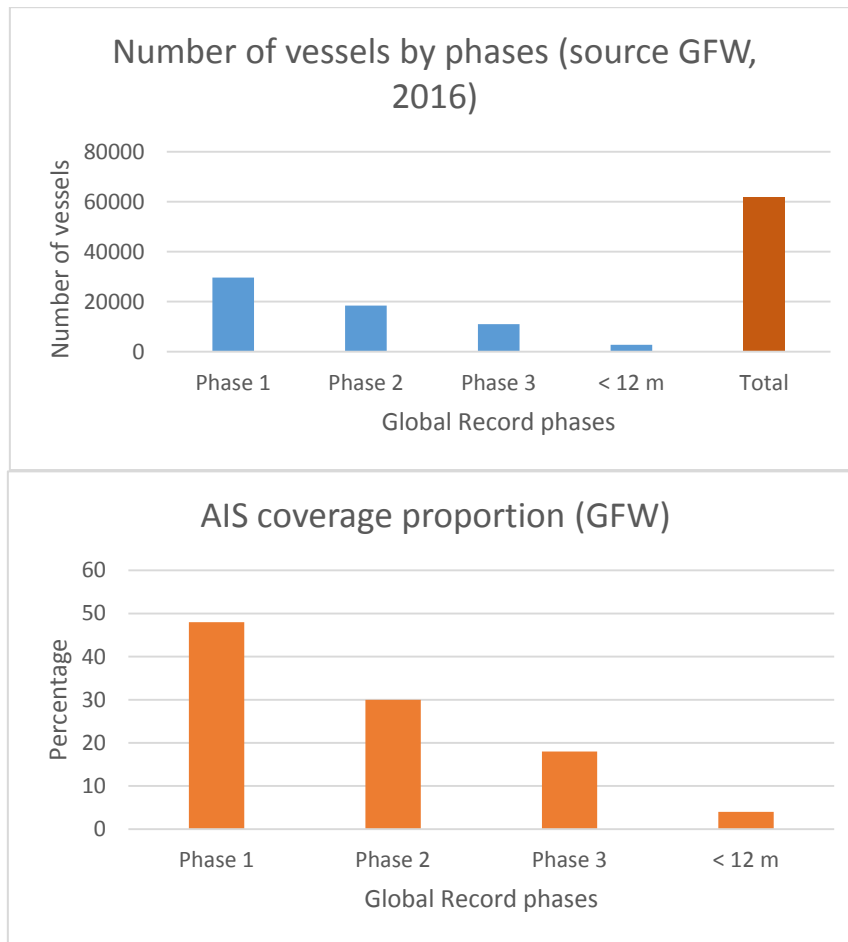 Number of vessels by phases (source GFW,
2016)
Number of vesssels
80000
60000
40000
20000
0
Phase 1 Phase 2 Phase 3 < 12 m Total
Global Record phases
AIS coverage proportion (GFW)
Percentage
60
50
40
30
20
10
0
Phase 1 Phase 2 Phase 3 < 12 m
Global Record phases